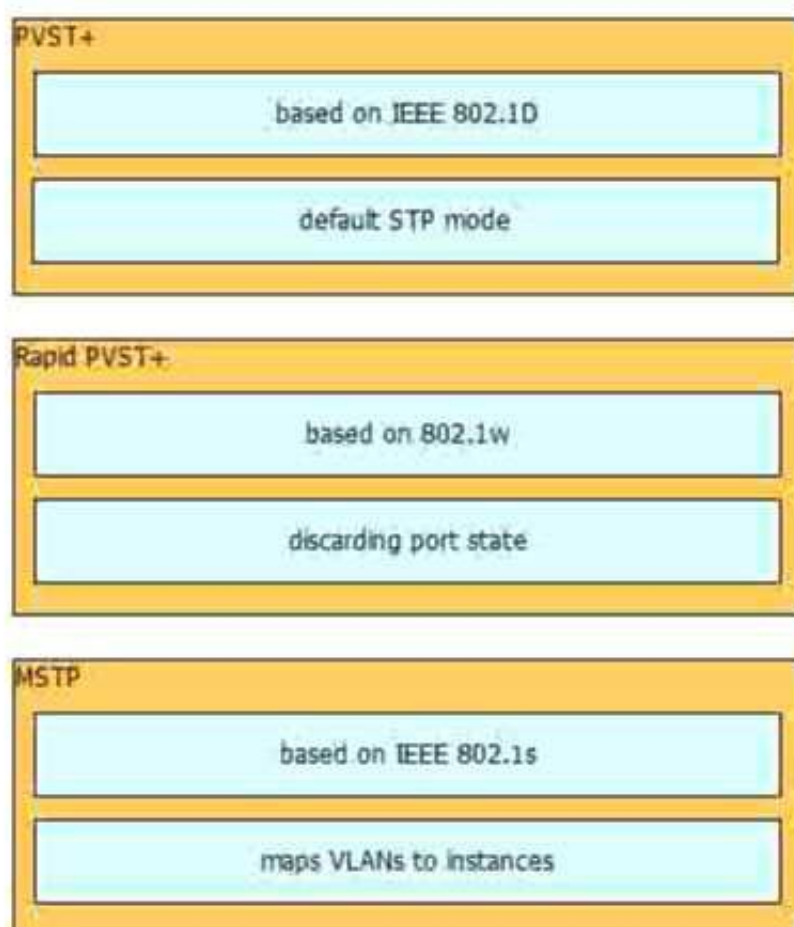 PVST+
based on IEEE 802.1D
default STP mode
Rapid PVST+
based on 802.1w
discarding port state
MSTP
based on IEEE 802.1s
maps VLANs to instances